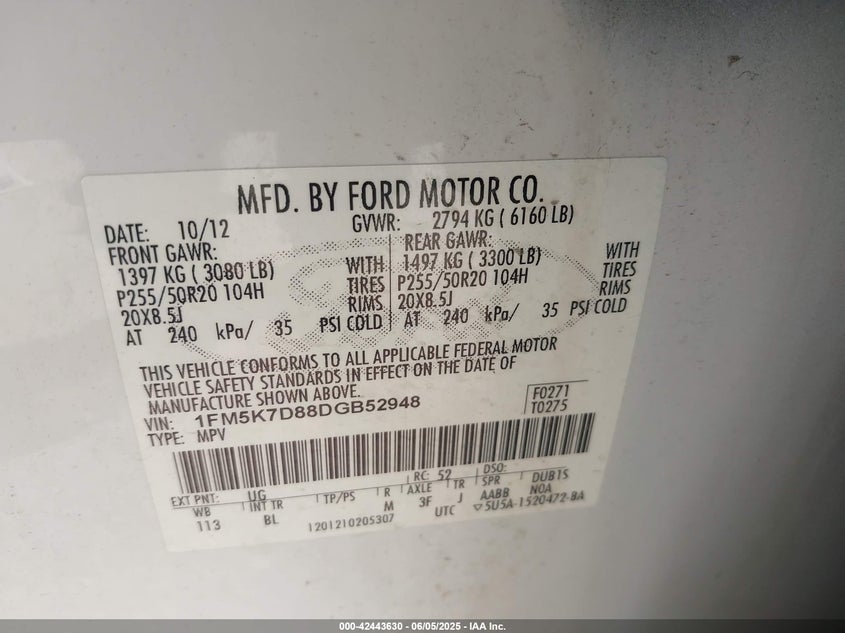 MFD. BY FORD MOTOR CO.
DATE: 10/12 GVWR: 2794 KG ( 6160 LB)
FRONT GAWR: REAR GAWR:
1397 KG ( 3080 LB) WITH 1497 KG ( 3300 LB) WITH
P255/50R20 104H TIRES P255/50R20 104H TIRES
20X8.5J RIMS 20X8.5J RIMS
AT 240 kPa/ 35 PSI COLD AT 240 kPa/ 35 PSI COLD
THIS VEHICLE CONFORMS TO ALL APPLICABLE FEDERAL MOTOR
VEHICLE SAFETY STANDARDS IN EFFECT ON THE DATE OF
MANUFACTURE SHOWN ABOVE.
VIN: 1FM5K7D88DGB52948 F0271
TYPE: MPV T0275
EXT PNT: UG RC: 52 DSO:
WB INT TR TP/PS R AXLE TR SPR DUB1S
113 BL M 3F J AABB NOA
1201210205307 UTC 5U5A-1520472-BA
000-42443630 - 06/05/2025 - IAA Inc.